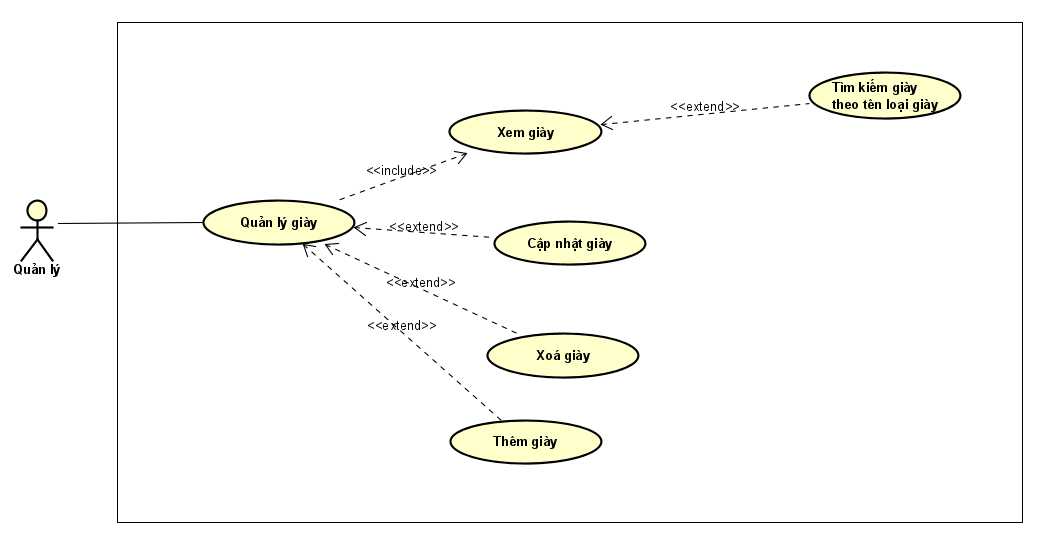 Tìm kiếm giày
theo tên loại giày
<<extend>>
Xem giày
<<include>>
Quản lý giày
<<extend>>
Cập nhật giày
Quản lý
<<extend>>
<<extend>>
Xoá giày
Thêm giày